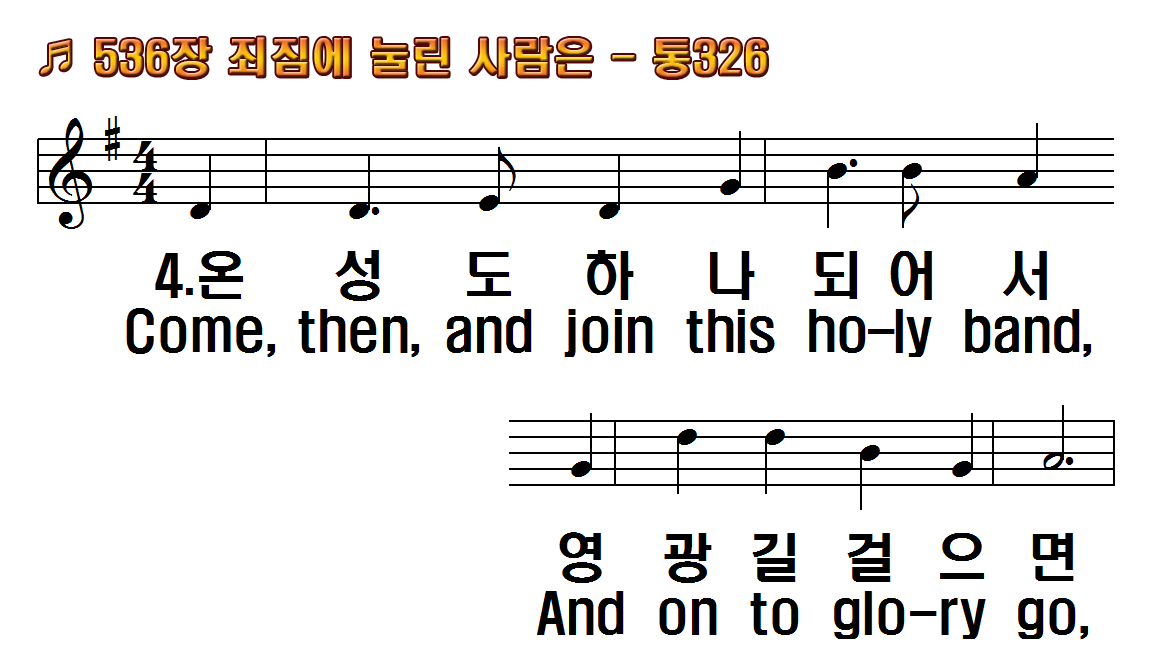 ♬ 536장 죄짐에 눌린 사람은 - 통326
4.온 성 도 하 나 되 어 서
Come, then, and join this ho-ly band,
영 광 길 걸 으 면
And on to glo-ry go,